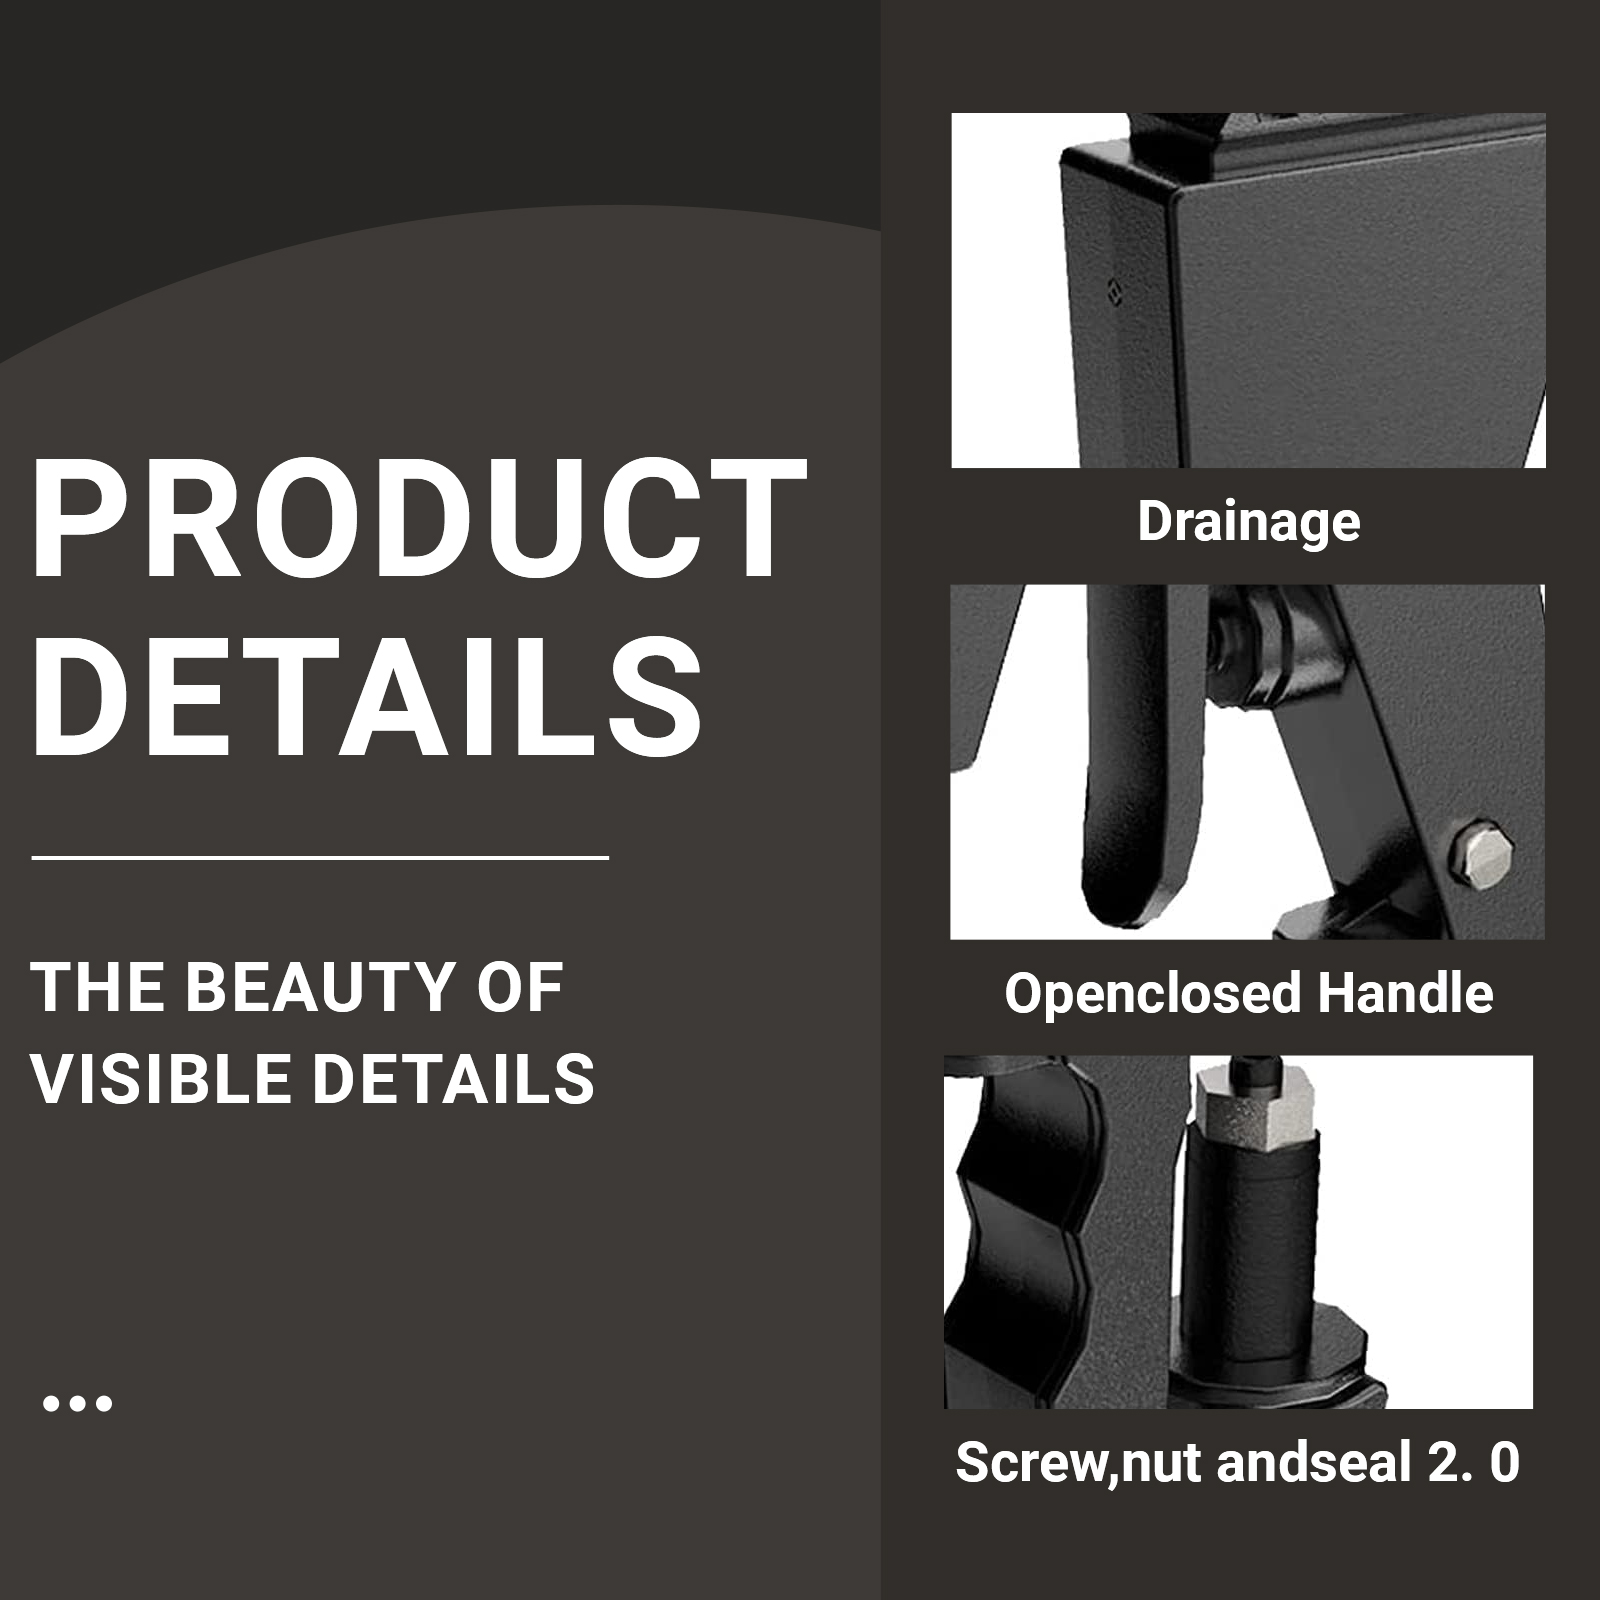 PRODUCT
DETAILS
THE BEAUTY OF
VISIBLE DETAILS
...
Drainage
Openclosed Handle
Screw,nut andseal 2. 0